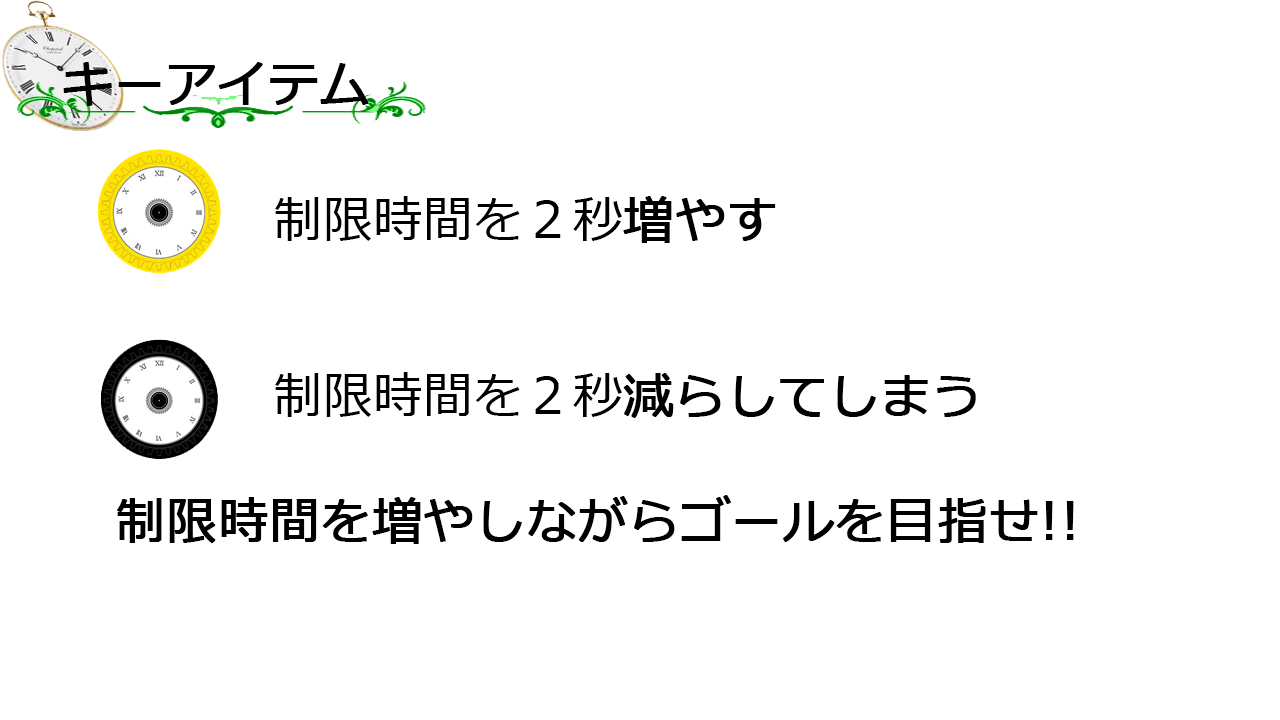 キーアイテム
制限時間を２秒増やす
制限時間を２秒減らしてしまう
制限時間を増やしながらゴールを目指せ!!